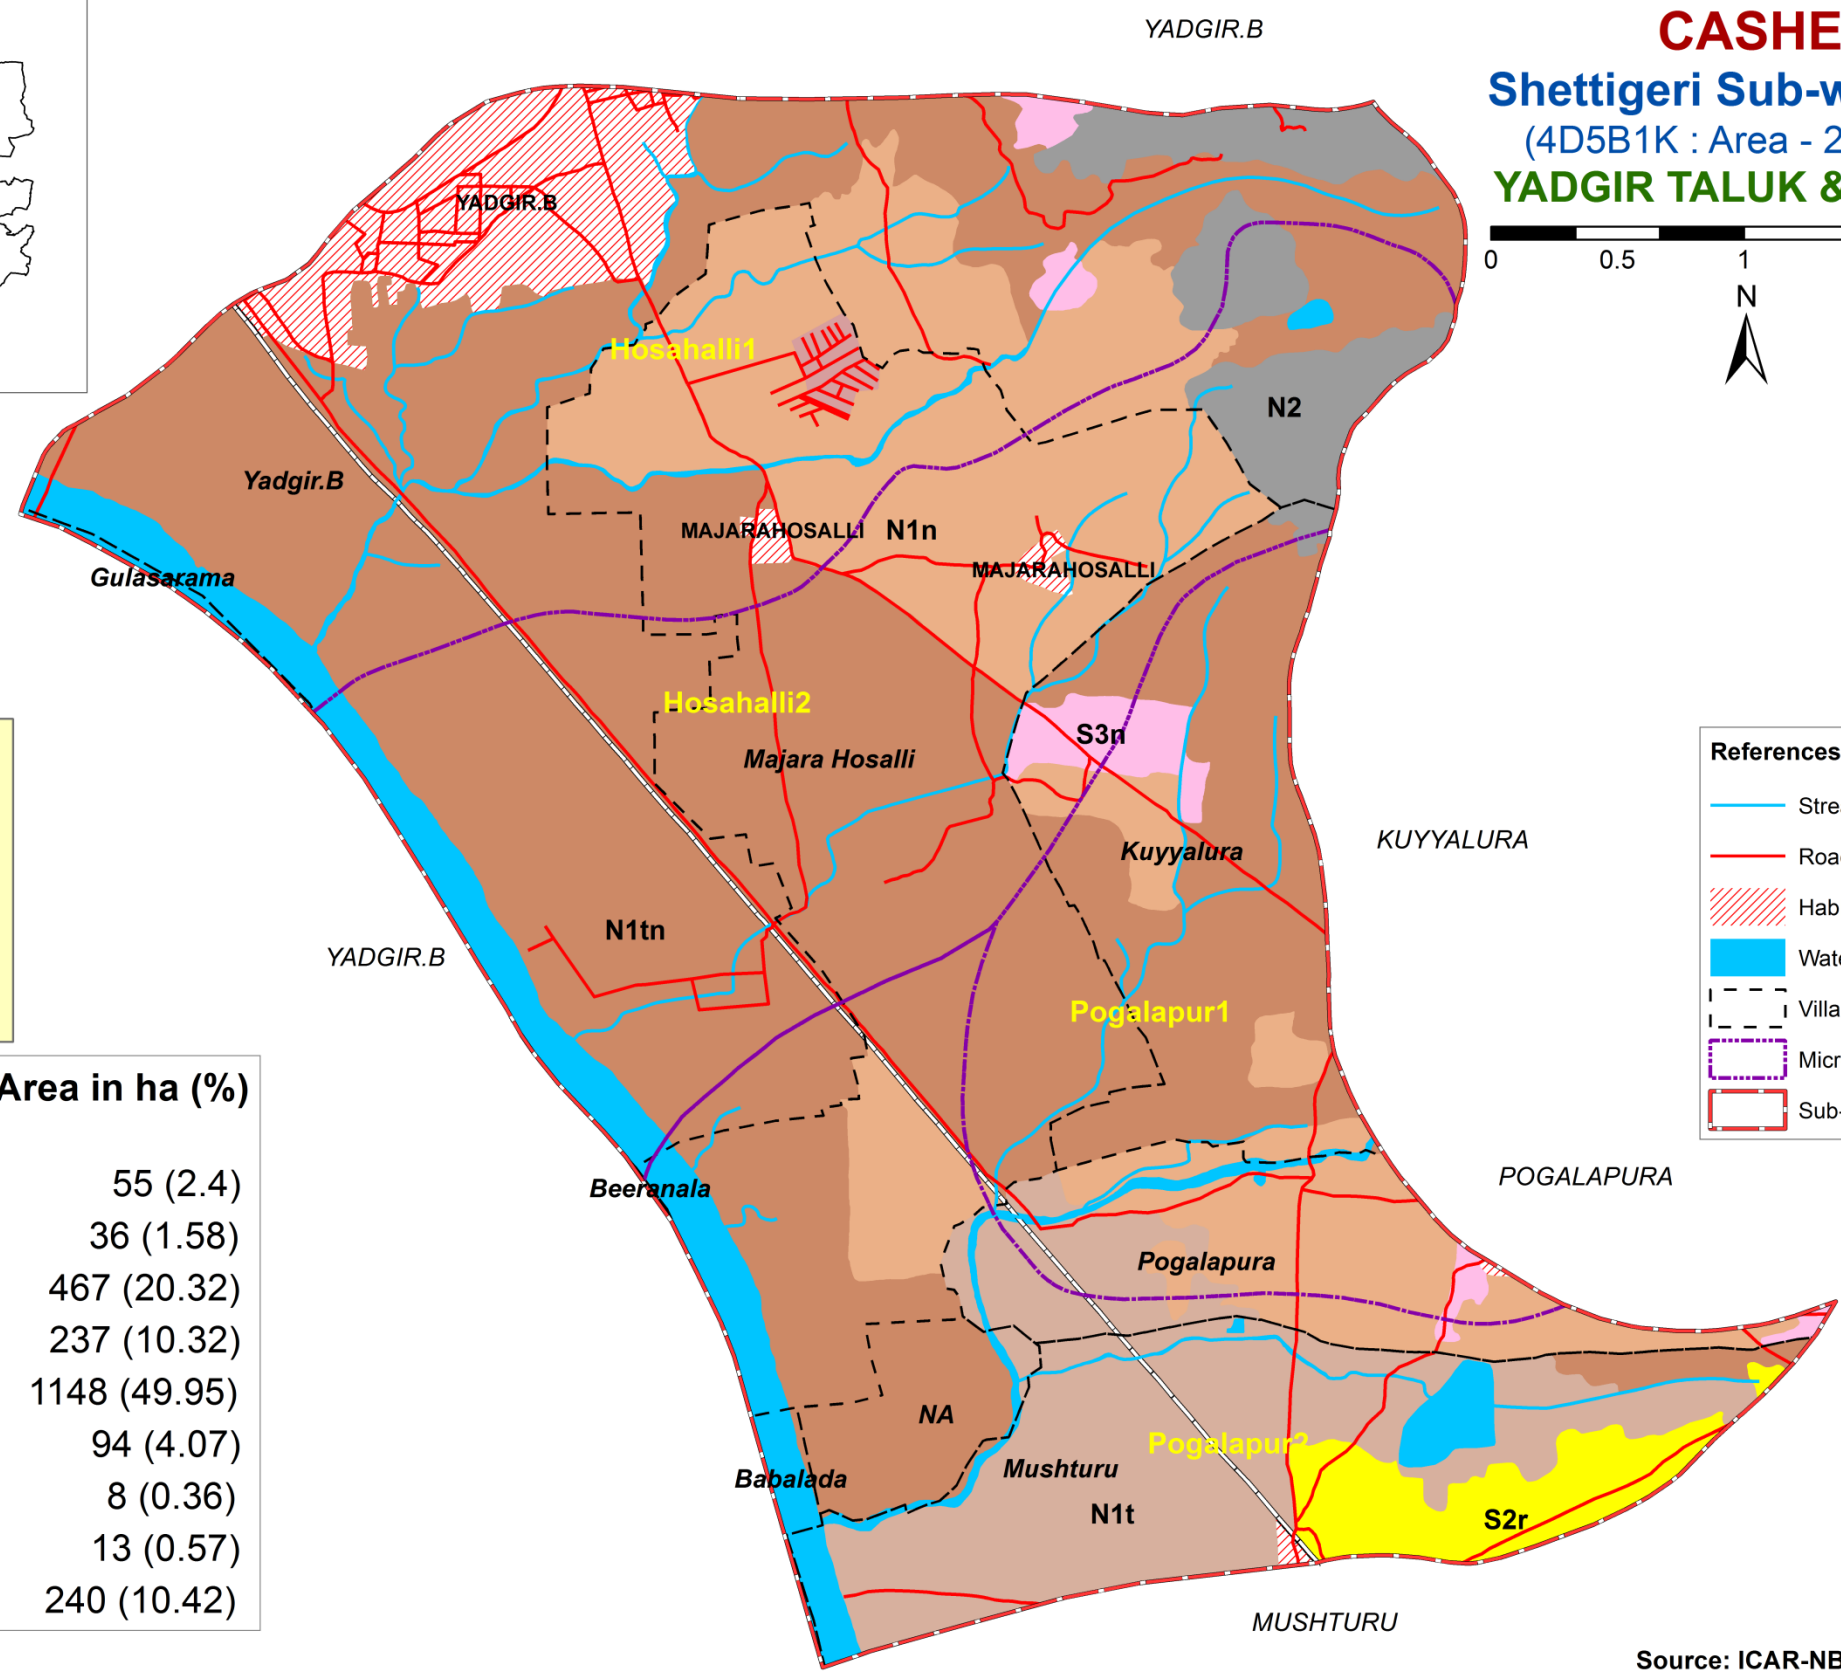 YADGIR.B
CASHE
Shettigeri Sub-w
(4D5B1K : Area - 2
YADGIR TALUK &
0 0.5 1
N
YADGIR.B
Hosahalli1
N2
Yadgir.B
MAJARAHOSALLI N1n
MAJARAHOSALLI
Gulasarama
Hosahalli2
S3n
Majara Hosalli
References
Strea
Road
Hab
Wate
Villa
Micr
Sub-
Kuyyalura
KUYYALURA
N1tn
YADGIR.B
Pogalapur1
Area in ha (%)
55 (2.4)
36 (1.58)
467 (20.32)
237 (10.32)
1148 (49.95)
94 (4.07)
8 (0.36)
13 (0.57)
240 (10.42)
Beeranala
POGALAPURA
Pogalapura
NA
Pogalapur2
Babalada
Mushturu
N1t
S2r
MUSHTURU
Source: ICAR-NB